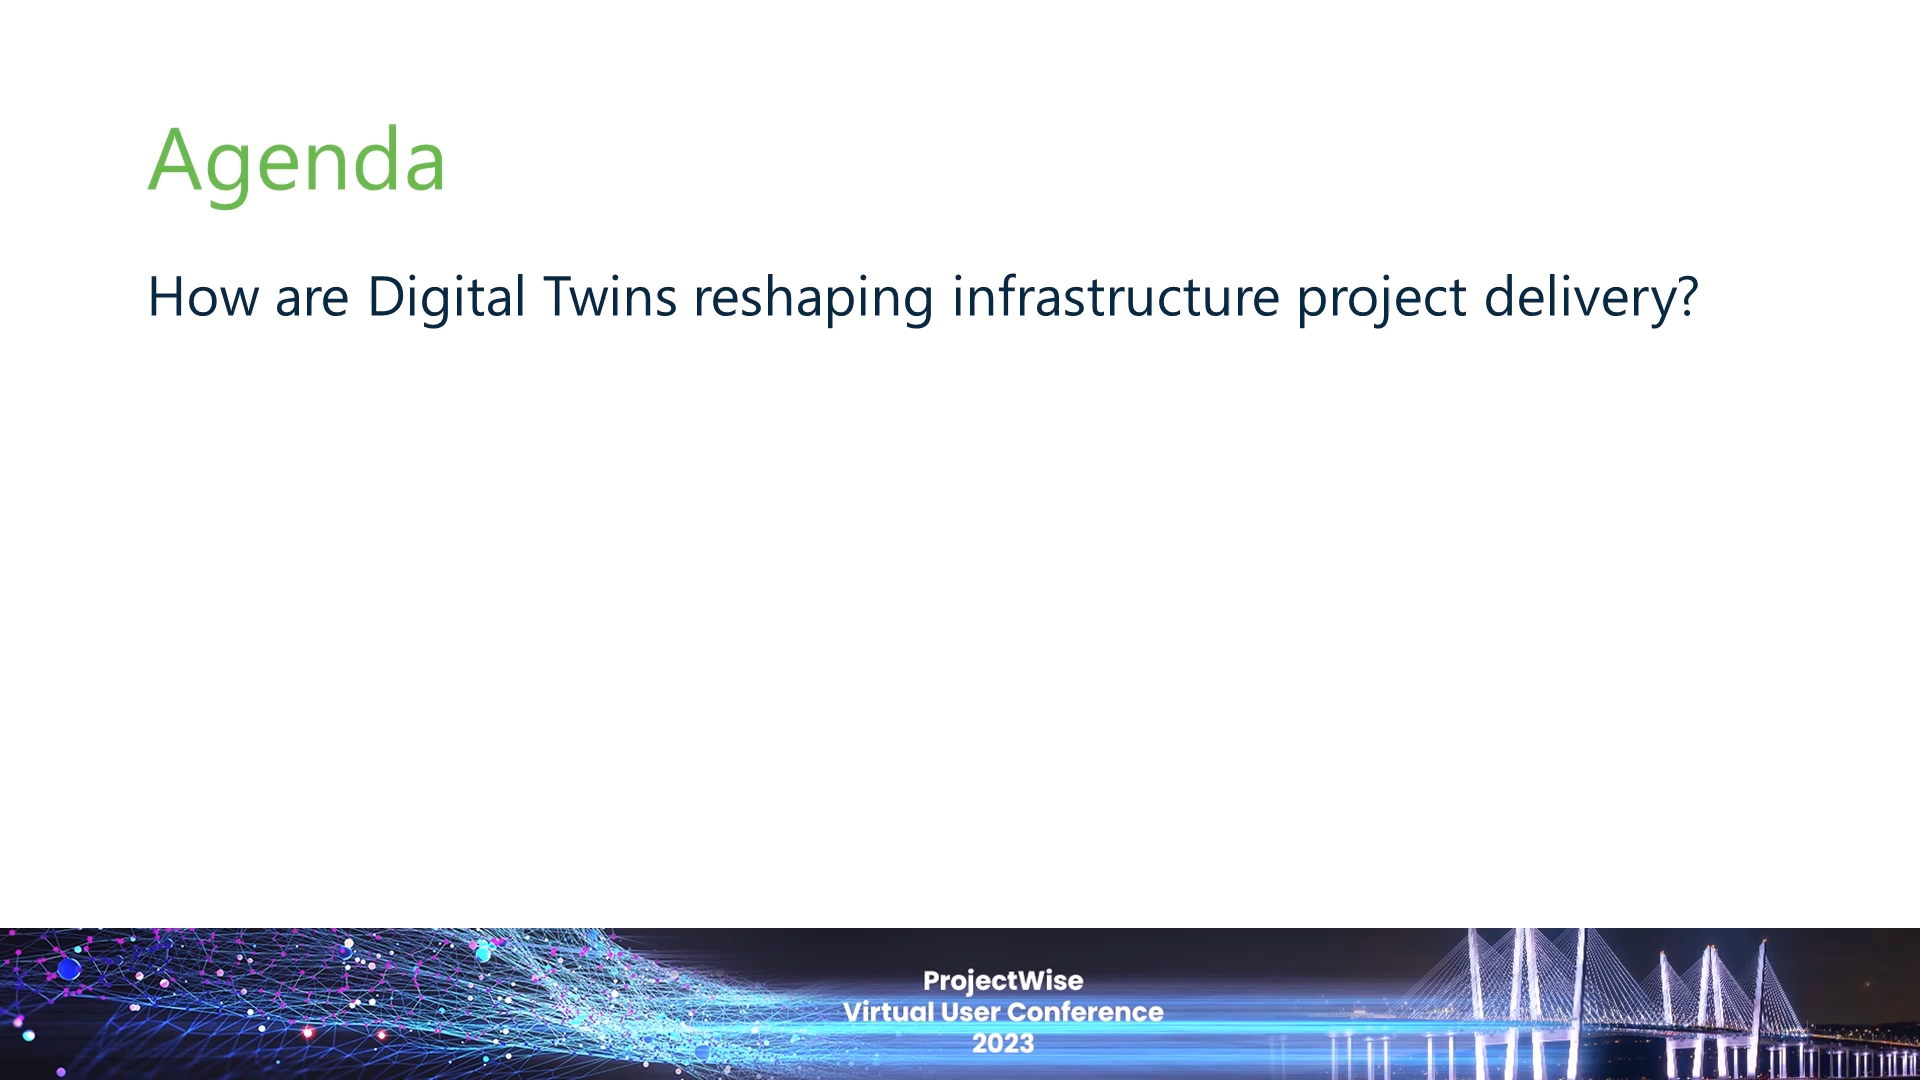 Agenda
How are Digital Twins reshaping infrastructure project delivery?
ProjectWise
Virtual User Conference
2023